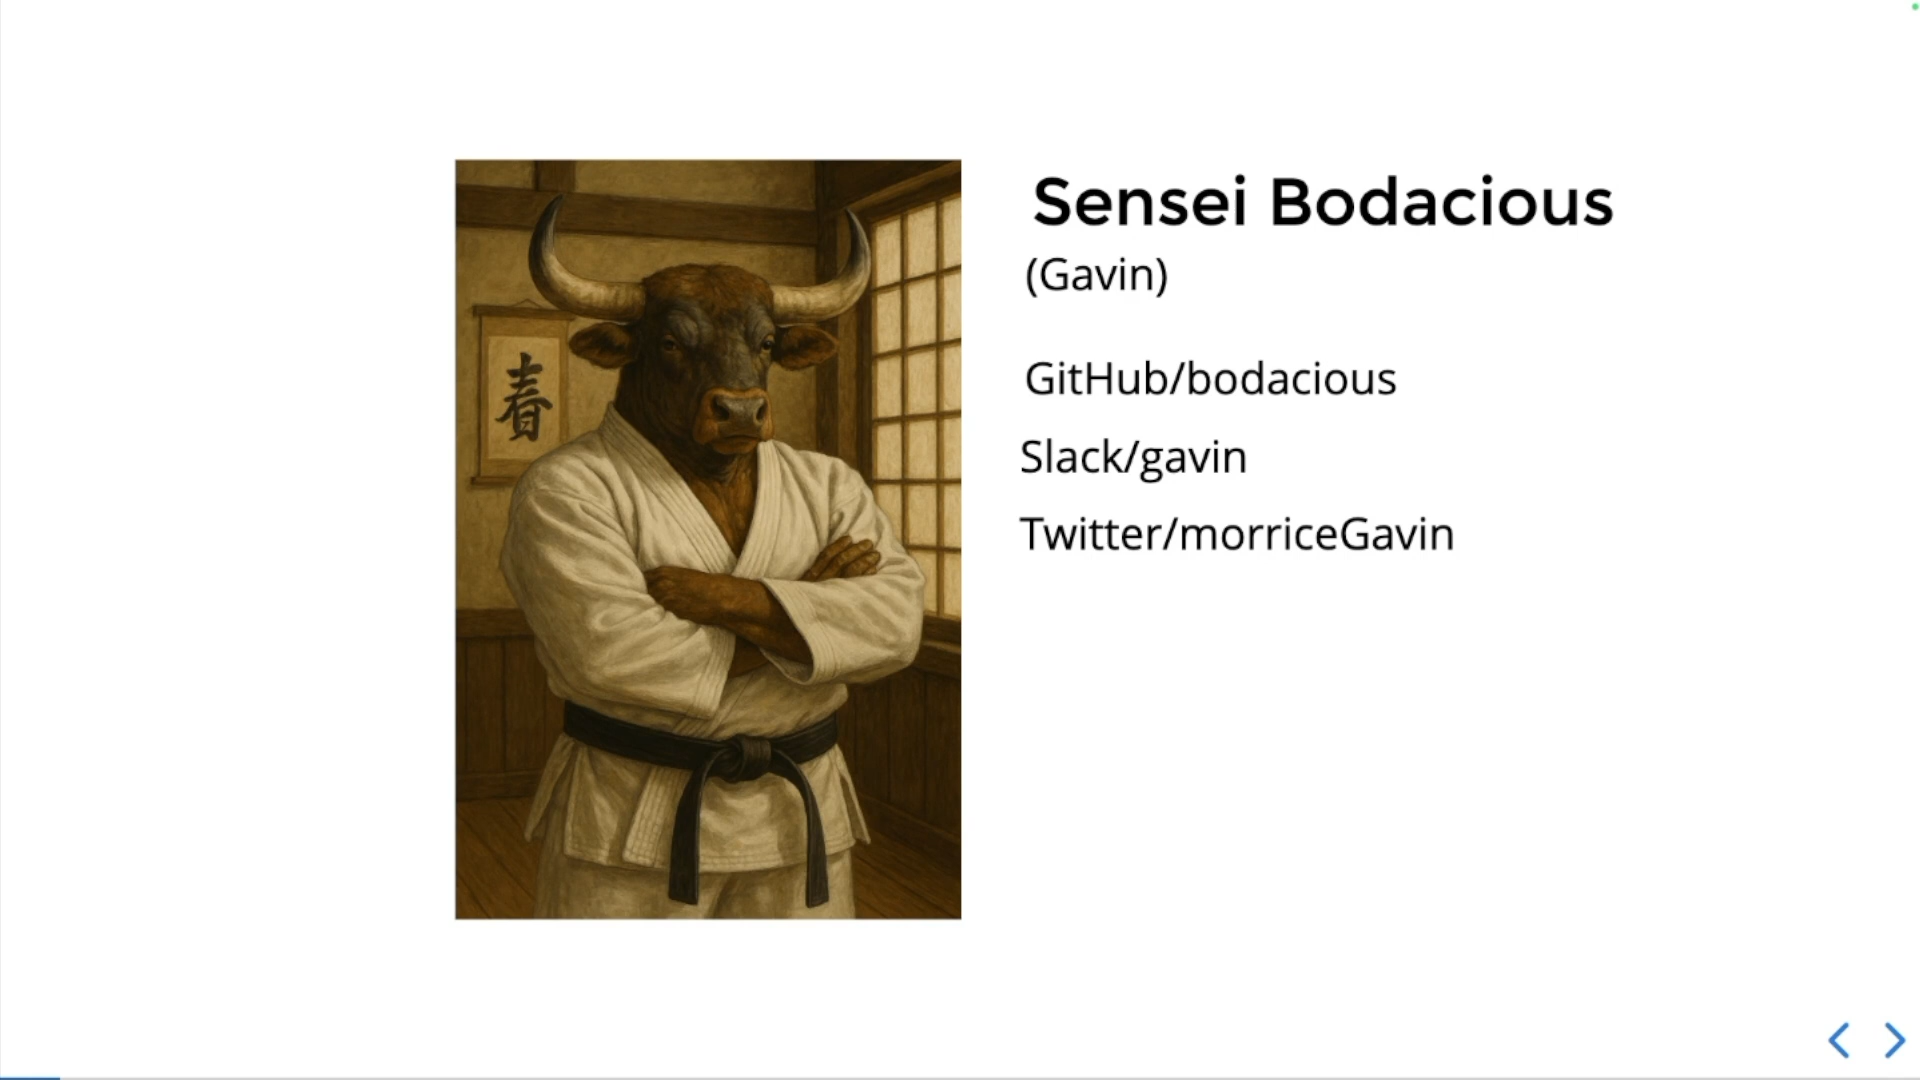 春
Sensei Bodacious
(Gavin)
GitHub/bodacious
Slack/gavin
Twitter/morriceGavin